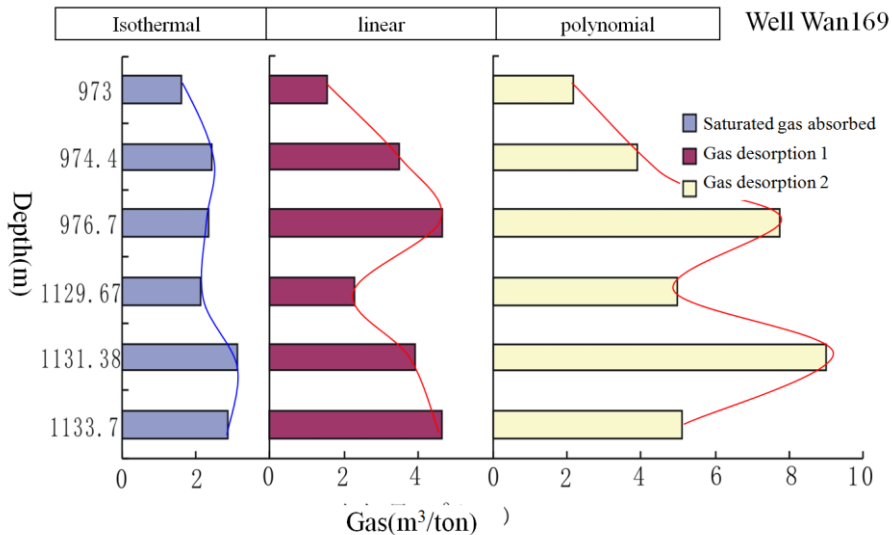 Isothermal linear polynomial Well Wan169
973
974.4
976.7
1129.67
1131.38
1133.7
Depth(m)
Saturated gas absorbed
Gas desorption 1
Gas desorption 2
0 2 0 2 4 0 2 4 6 8 10
Gas(m³/ton) )